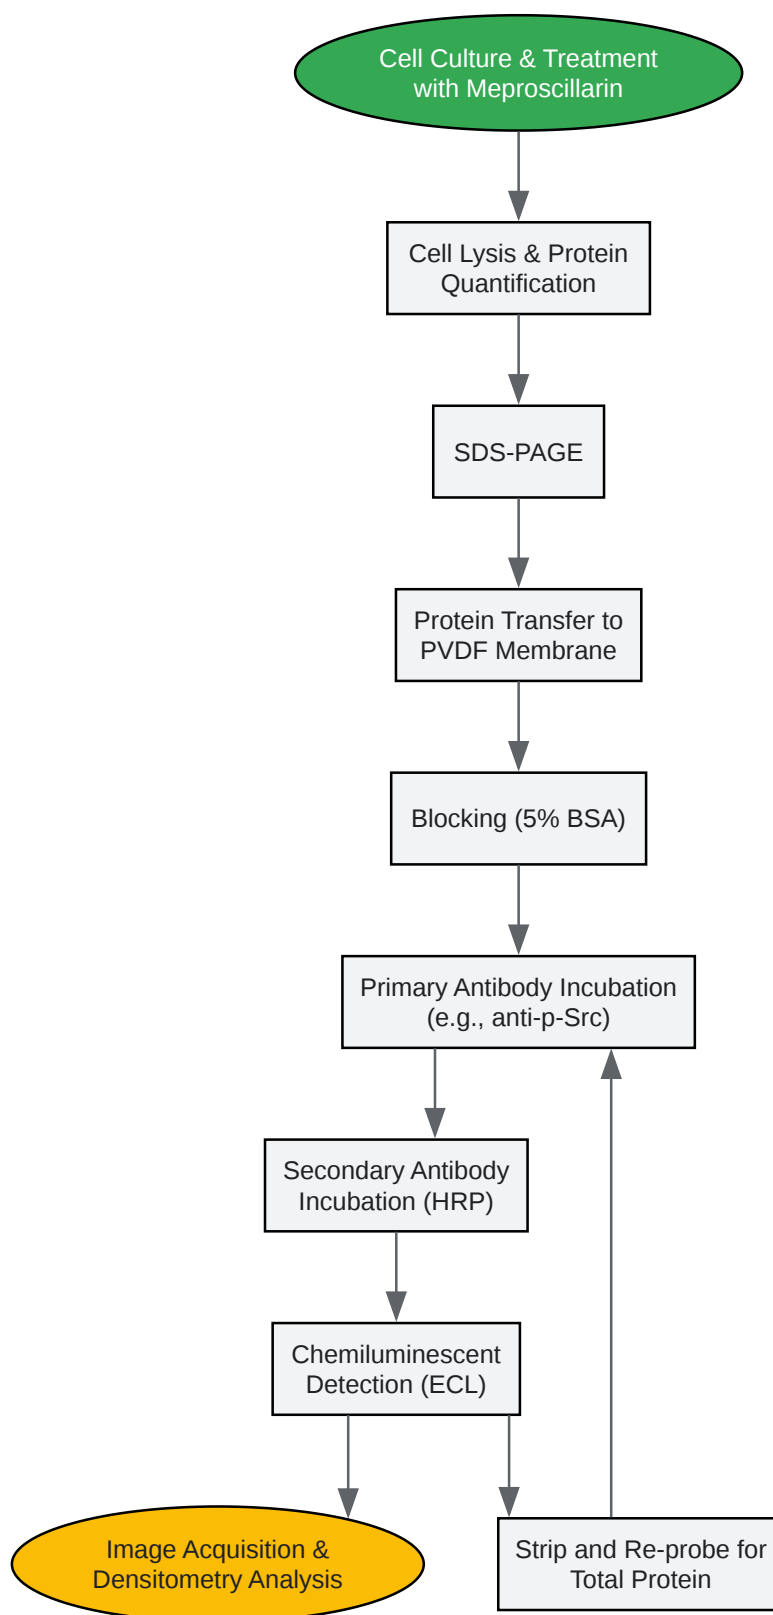 Cell Culture & Treatment
with Meproscillarin
Cell Lysis & Protein
Quantification
SDS-PAGE
Protein Transfer to
PVDF Membrane
Blocking (5% BSA)
Primary Antibody Incubation
(e.g., anti-p-Src)
Secondary Antibody
Incubation (HRP)
Chemiluminescent
Detection (ECL)
Image Acquisition &
Densitometry Analysis
Strip and Re-probe for
Total Protein